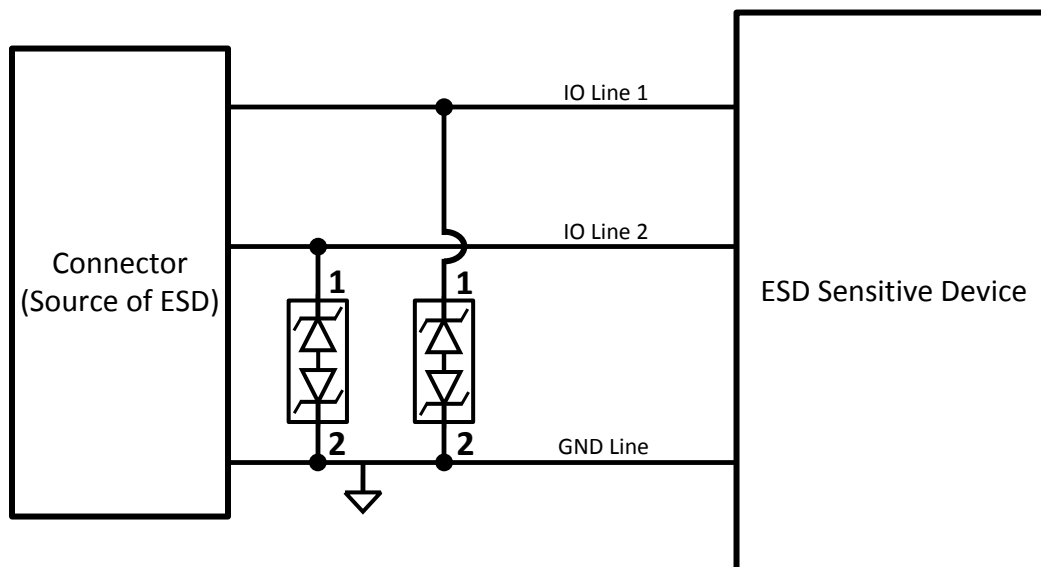 IO Line 1
IO Line 2
Connector
(Source of ESD)
1
1
ESD Sensitive Device
2
2
GND Line